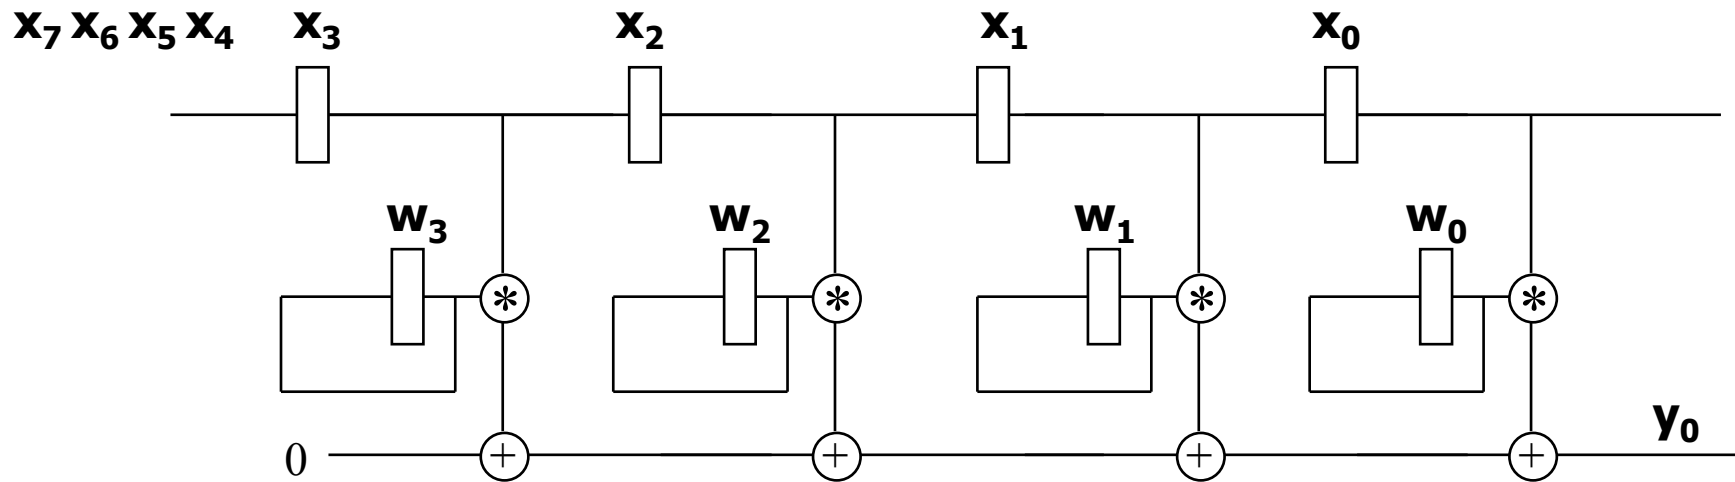 x₇ x₆ x₅ x₄ x₃ x₂ x₁ x₀
w₃ w₂ w₁ w₀
* * * *
y₀
0 + + + +